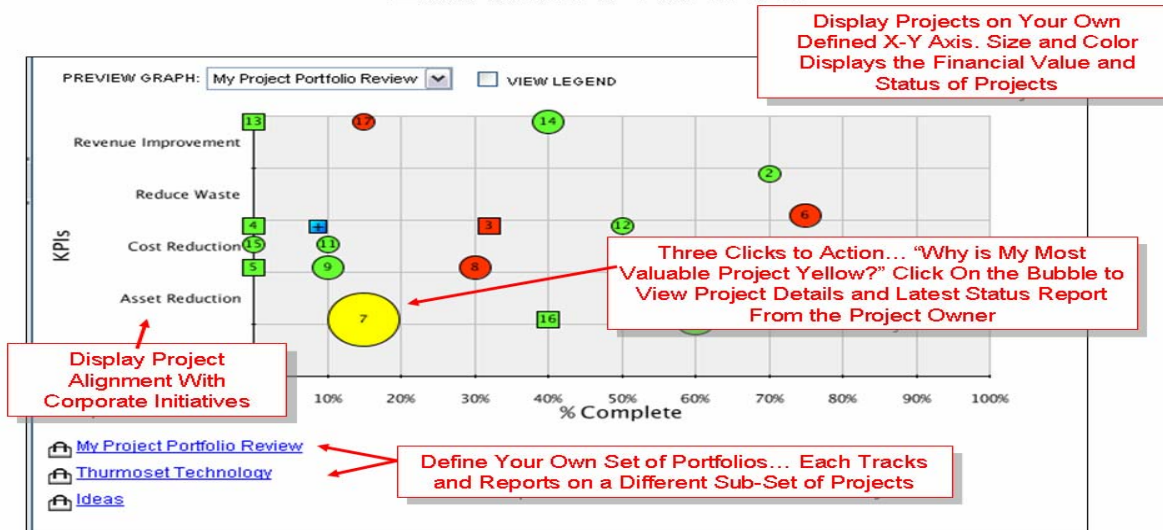 Display Projects on Your Own
Defined X-Y Axis. Size and Color
Displays the Financial Value and
Status of Projects
PREVIEW GRAPH: My Project Portfolio Review
VIEW LEGEND
13
17
14
Revenue Improvement
2
Reduce Waste
6
4
+
3
12
KPIs
Cost Reduction
15
11
5
9
8
Three Clicks to Action... “Why is My Most
Valuable Project Yellow?” Click On the Bubble to
View Project Details and Latest Status Report
From the Project Owner
Asset Reduction
7
16
Display Project
Alignment With
Corporate Initiatives
10% 20% 30% 40% 50% 60% 70% 80% 90% 100%
% Complete
My Project Portfolio Review
Thurmoset Technology
Ideas
Define Your Own Set of Portfolios... Each Tracks
and Reports on a Different Sub-Set of Projects